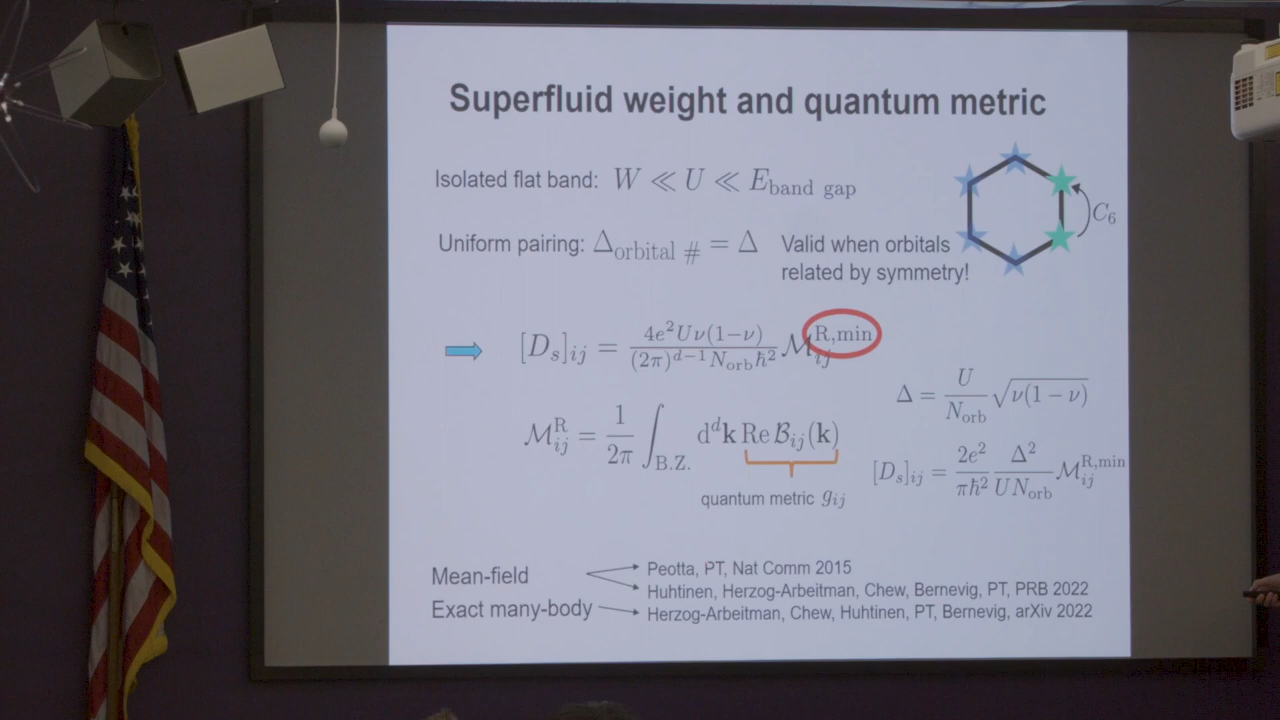 Superfluid weight and quantum metric
Isolated flat band: W ≪ U ≪ E_band gap
C_6
Uniform pairing: Δ_orbital # = Δ
Valid when orbitals
related by symmetry!
[D_s]_ij = 4e^2Uν(1−ν) / (2π)^{d−1}N_orbħ^2 M_ij^{R,min}
Δ = U / N_orb √ν(1 − ν)
M_ij^R = 1 / 2π ∫_B.Z. d^dk Re B_ij(k)
[D_s]_ij = 2e^2 / πħ^2 Δ^2 / UN_orb M_ij^{R,min}
quantum metric g_ij
Mean-field
Peotta, PT, Nat Comm 2015
Huhtinen, Herzog-Arbeitman, Chew, Bernevig, PT, PRB 2022
Exact many-body
Herzog-Arbeitman, Chew, Huhtinen, PT, Bernevig, arXiv 2022